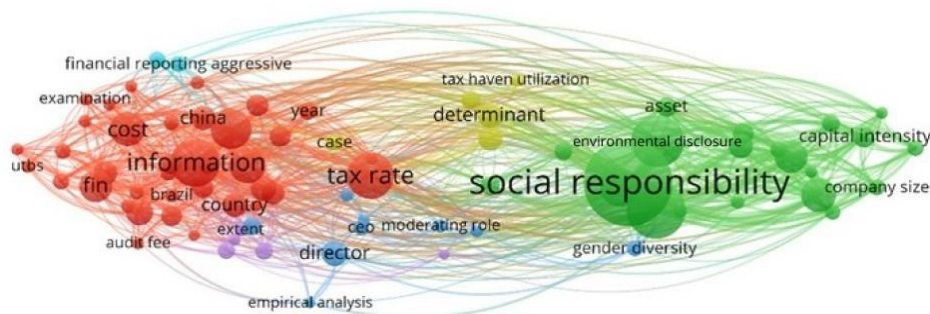 financial reporting aggressive
tax haven utilization
examination
china
year
asset
cost
case
determinant
environmental disclosure
capital intensity
utbs
information
tax rate
social responsibility
fin
brazil
country
company size
audit fee
extent
ceo
moderating role
director
gender diversity
empirical analysis